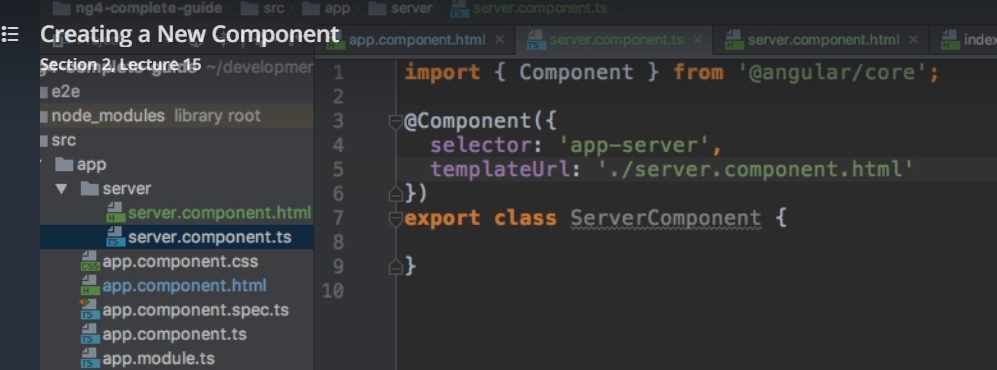 ng4-complete-guide src app server server.component.ts
Creating a New Component
app.component.html server.component.ts server.component.html index
Section 2, Lecture 15
~/developmer
e2e
node_modules library root
src
app
server
server.component.html
server.component.ts
app.component.css
app.component.html
app.component.spec.ts
app.component.ts
app.module.ts
1 import { Component } from '@angular/core';
2
3 @Component({
4 selector: 'app-server',
5 templateUrl: './server.component.html'
6 })
7 export class ServerComponent {
8
9 }
10